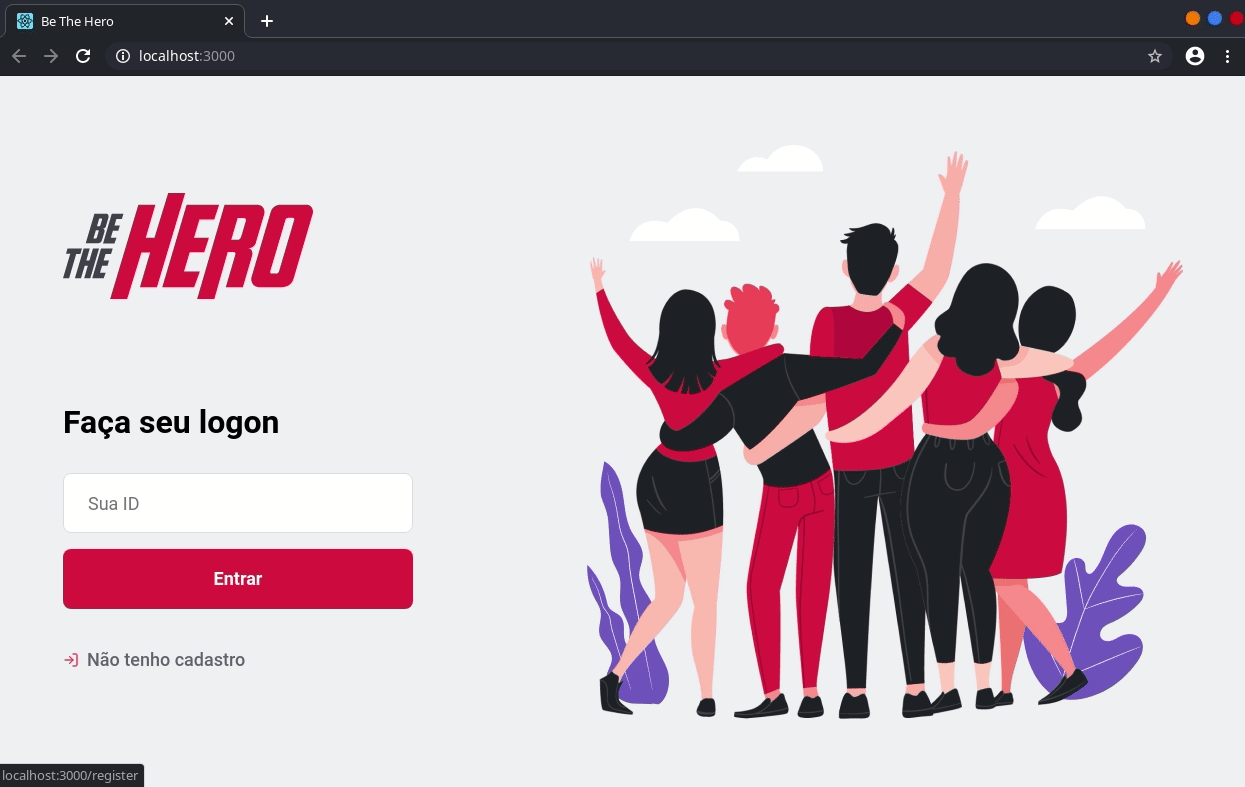 Be The Hero
localhost:3000
BE
THE
HERO
Faça seu logon
Sua ID
Entrar
Não tenho cadastro
localhost:3000/register